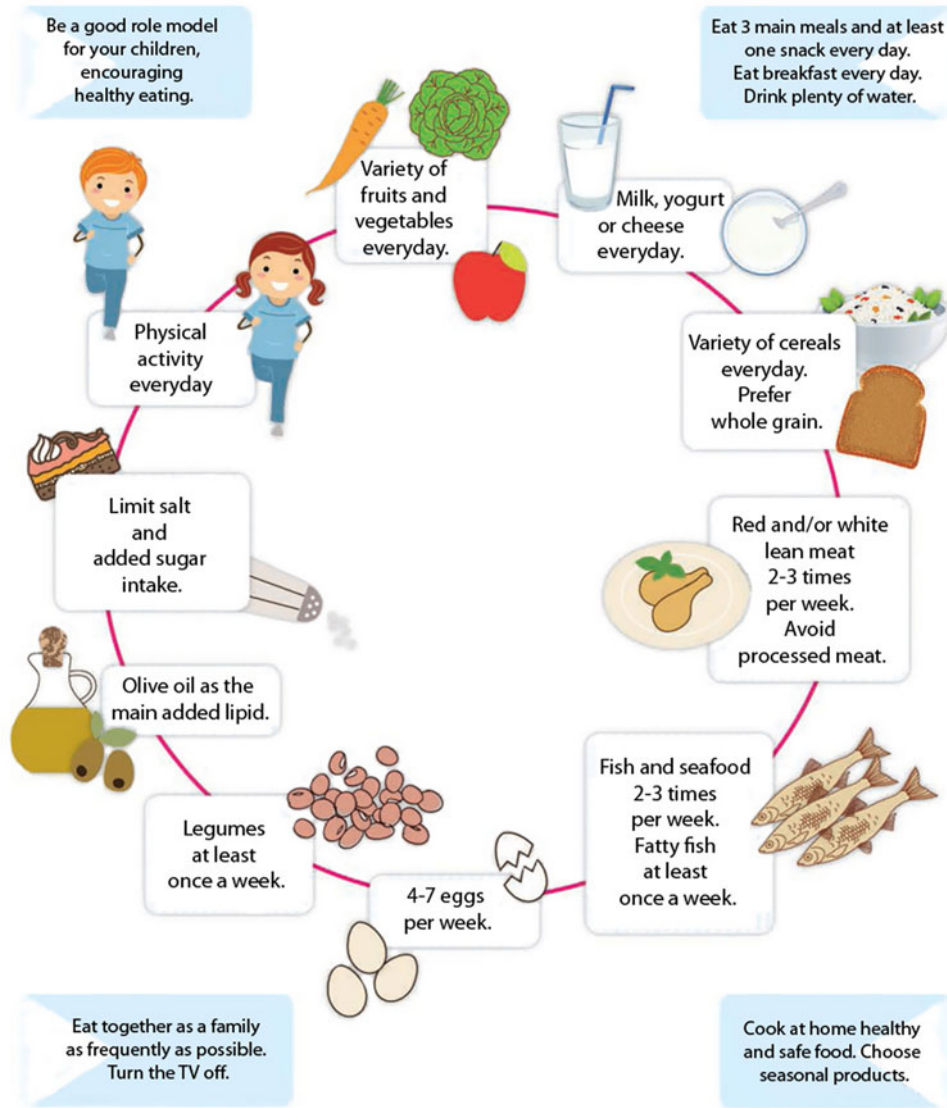 Be a good role model
for your children,
encouraging
healthy eating.
Eat 3 main meals and at least
one snack every day.
Eat breakfast every day.
Drink plenty of water.
Variety of
fruits and
vegetables
everyday.
Milk, yogurt
or cheese
everyday.
Variety of cereals
everyday.
Prefer
whole grain.
Red and/or white
lean meat
2-3 times
per week.
Avoid
processed meat.
Fish and seafood
2-3 times
per week.
Fatty fish
at least
once a week.
4-7 eggs
per week.
Legumes
at least
once a week.
Olive oil as the
main added lipid.
Limit salt
and
added sugar
intake.
Physical
activity
everyday
Eat together as a family
as frequently as possible.
Turn the TV off.
Cook at home healthy
and safe food. Choose
seasonal products.